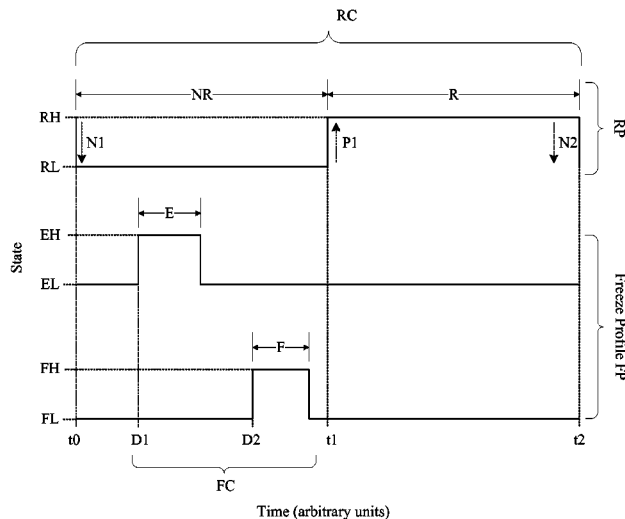 RC
NR
R
RH
N1
P1
N2
RP
RL
E
EH
State
EL
Freeze Profile FP
F
FH
FL
t0
D1
D2
t1
t2
FC
Time (arbitrary units)